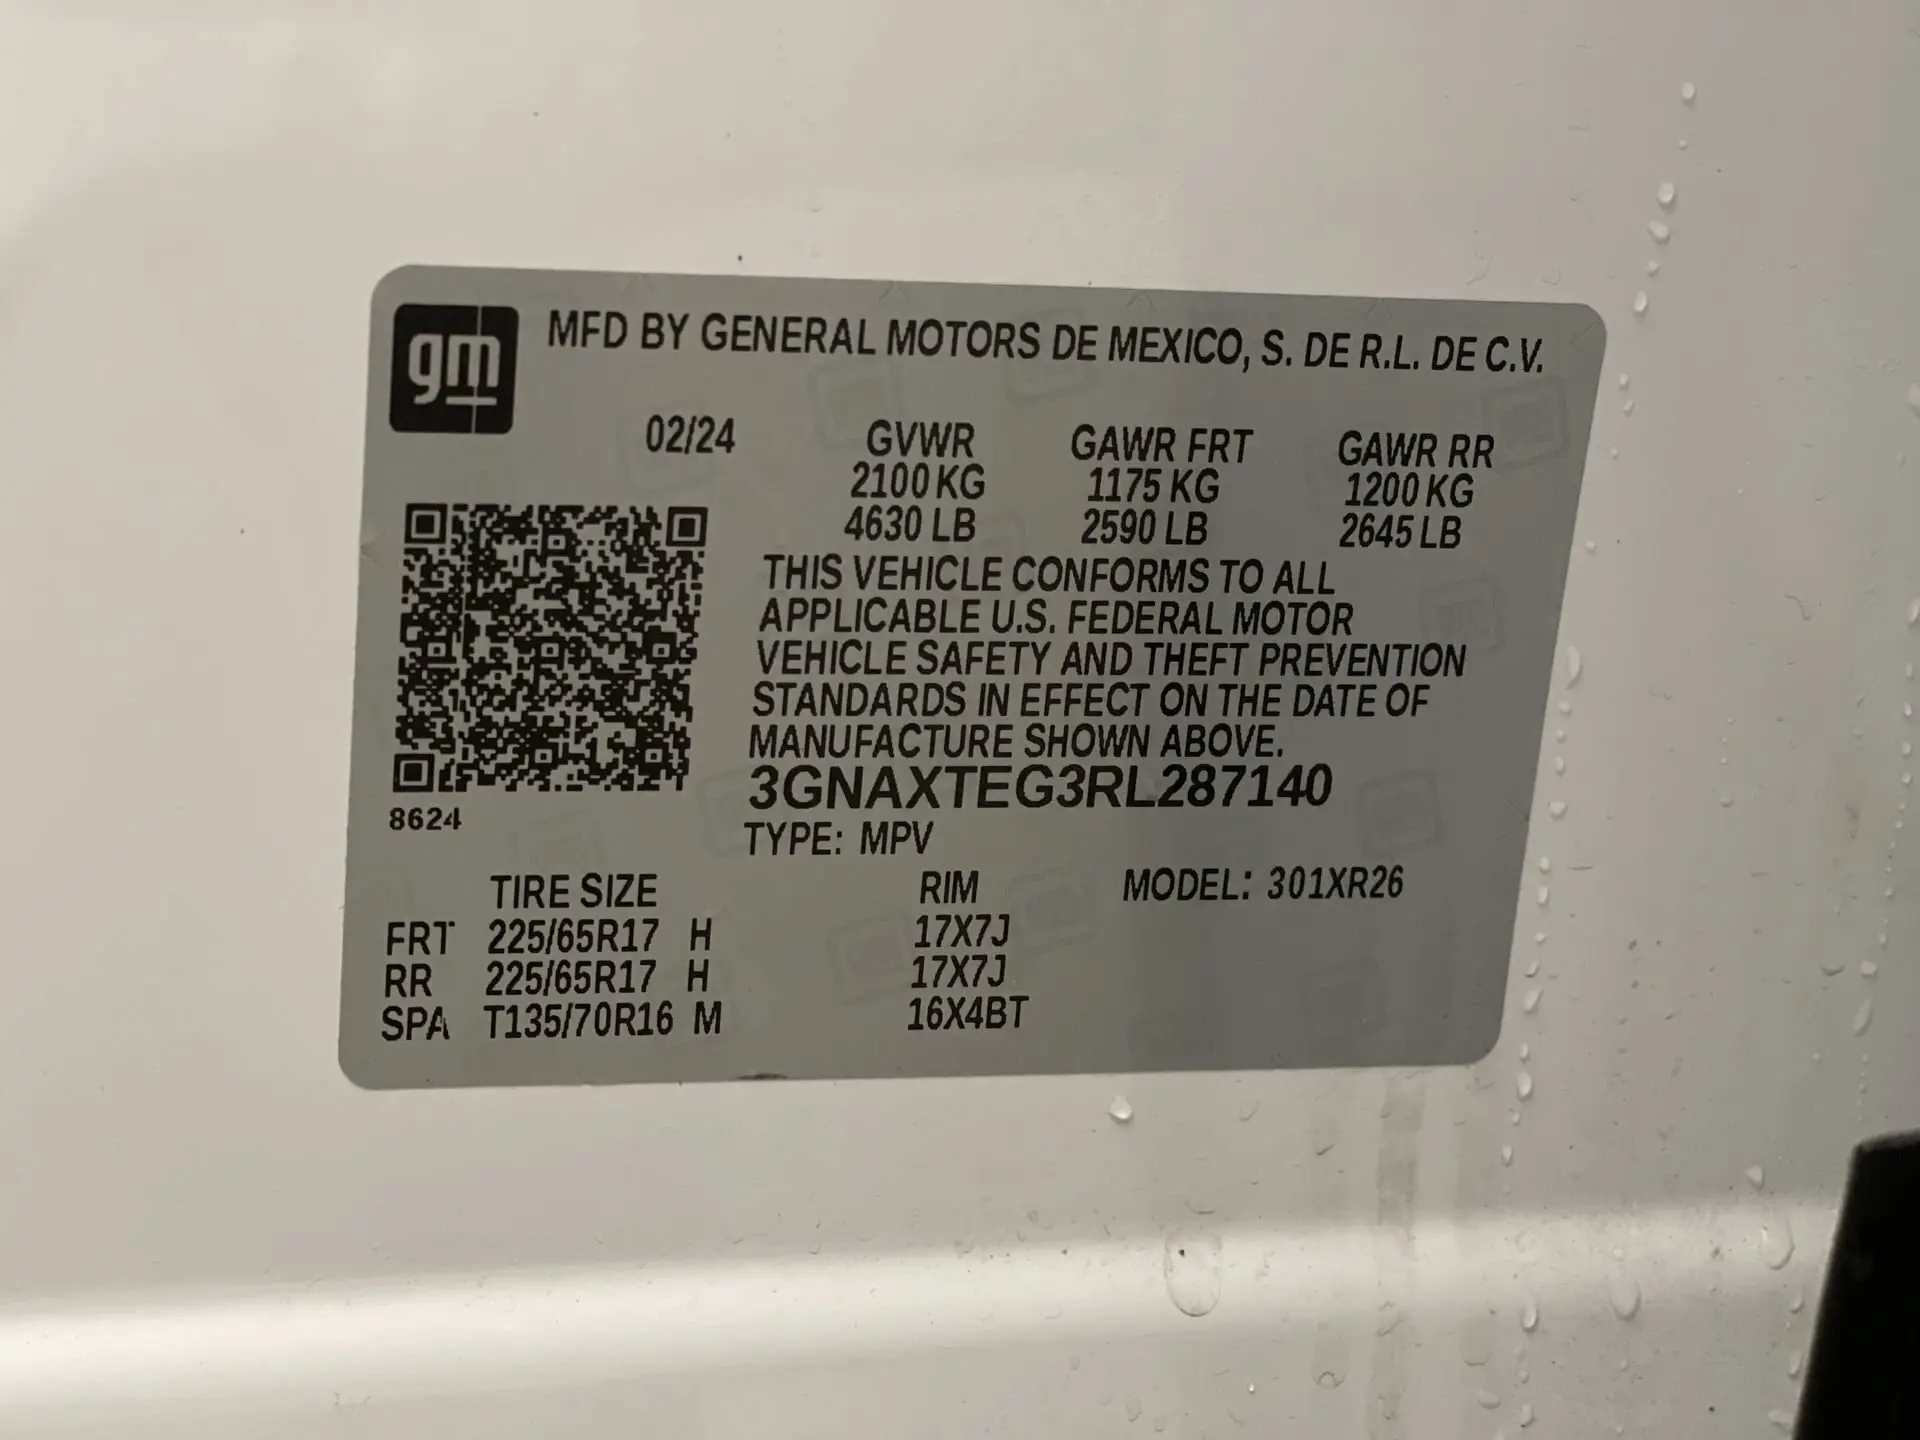 gm
MFD BY GENERAL MOTORS DE MEXICO, S. DE R.L. DE C.V.
02/24 GVWR GAWR FRT GAWR RR
2100 KG 1175 KG 1200 KG
4630 LB 2590 LB 2645 LB
THIS VEHICLE CONFORMS TO ALL
APPLICABLE U.S. FEDERAL MOTOR
VEHICLE SAFETY AND THEFT PREVENTION
STANDARDS IN EFFECT ON THE DATE OF
MANUFACTURE SHOWN ABOVE.
3GNAXTEG3RL287140
8624
TYPE: MPV
TIRE SIZE RIM MODEL: 301XR26
FRT 225/65R17 H 17X7J
RR 225/65R17 H 17X7J
SPA T135/70R16 M 16X4BT